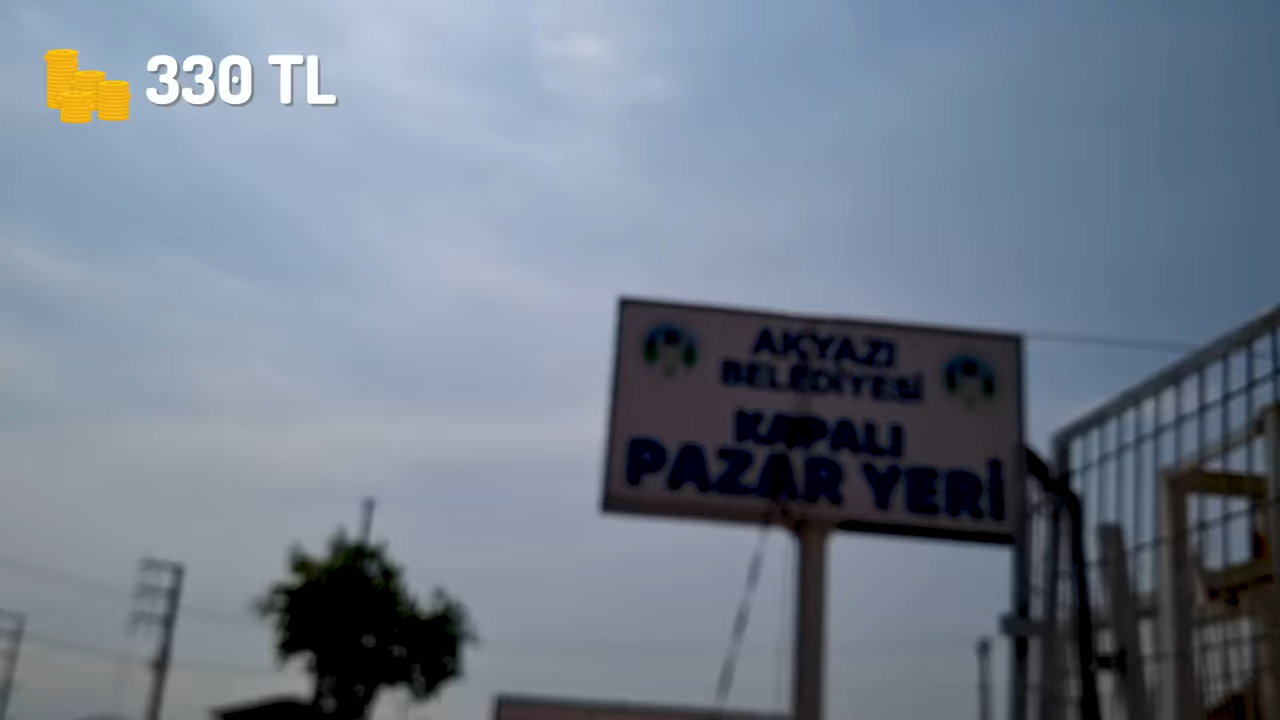 330 TL
AKYAZI
BELEDİYESİ
KAPALI
PAZAR YERİ